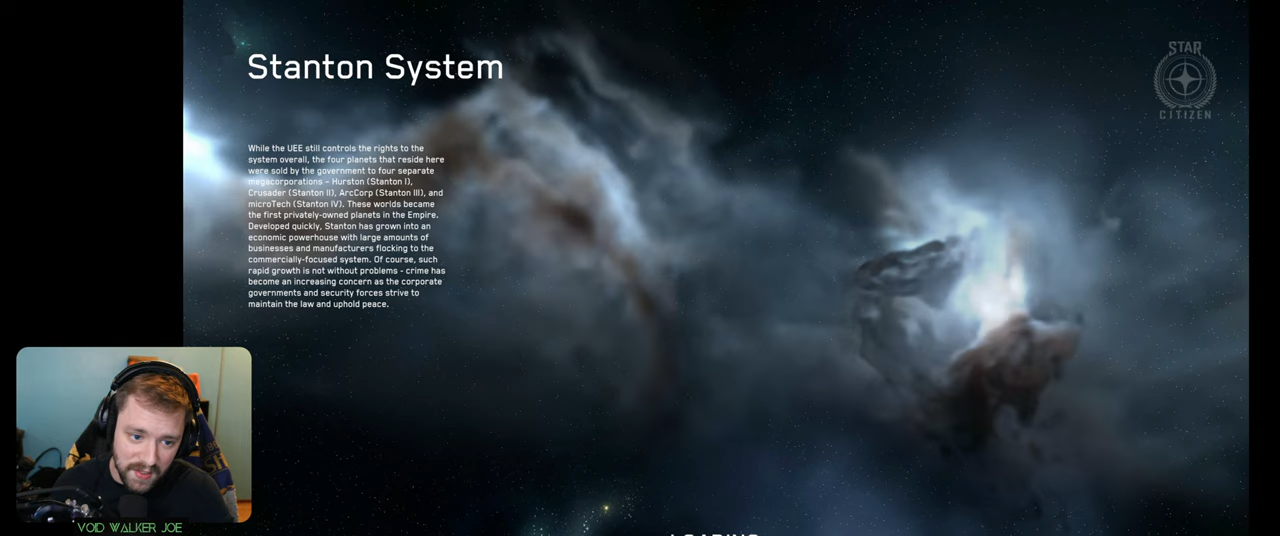 Stanton System
STAR
CITIZEN
While the UEE still controls the rights to the
system overall, the four planets that reside here
were sold by the government to four separate
megacorporations – Hurston (Stanton I),
Crusader (Stanton II), ArcCorp (Stanton III), and
microTech (Stanton IV). These worlds became
the first privately-owned planets in the Empire.
Developed quickly, Stanton has grown into an
economic powerhouse with large amounts of
businesses and manufacturers flocking to the
commercially-focused system. Of course, such
rapid growth is not without problems - crime has
become an increasing concern as the corporate
governments and security forces strive to
maintain the law and uphold peace.
VOID WALKER JOE
LOADING